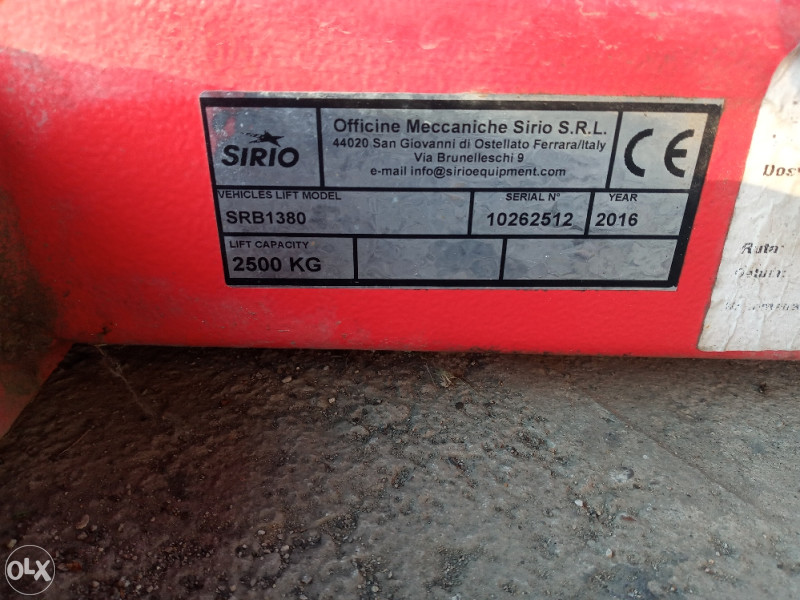 SIRIO
Officine Meccaniche Sirio S.R.L.
44020 San Giovanni di Ostellato Ferrara/Italy
Via Brunelleschi 9
e-mail info@sirioequipment.com
CE
VEHICLES LIFT MODEL
SRB1380
SERIAL N°
10262512
YEAR
2016
LIFT CAPACITY
2500 KG
OLX